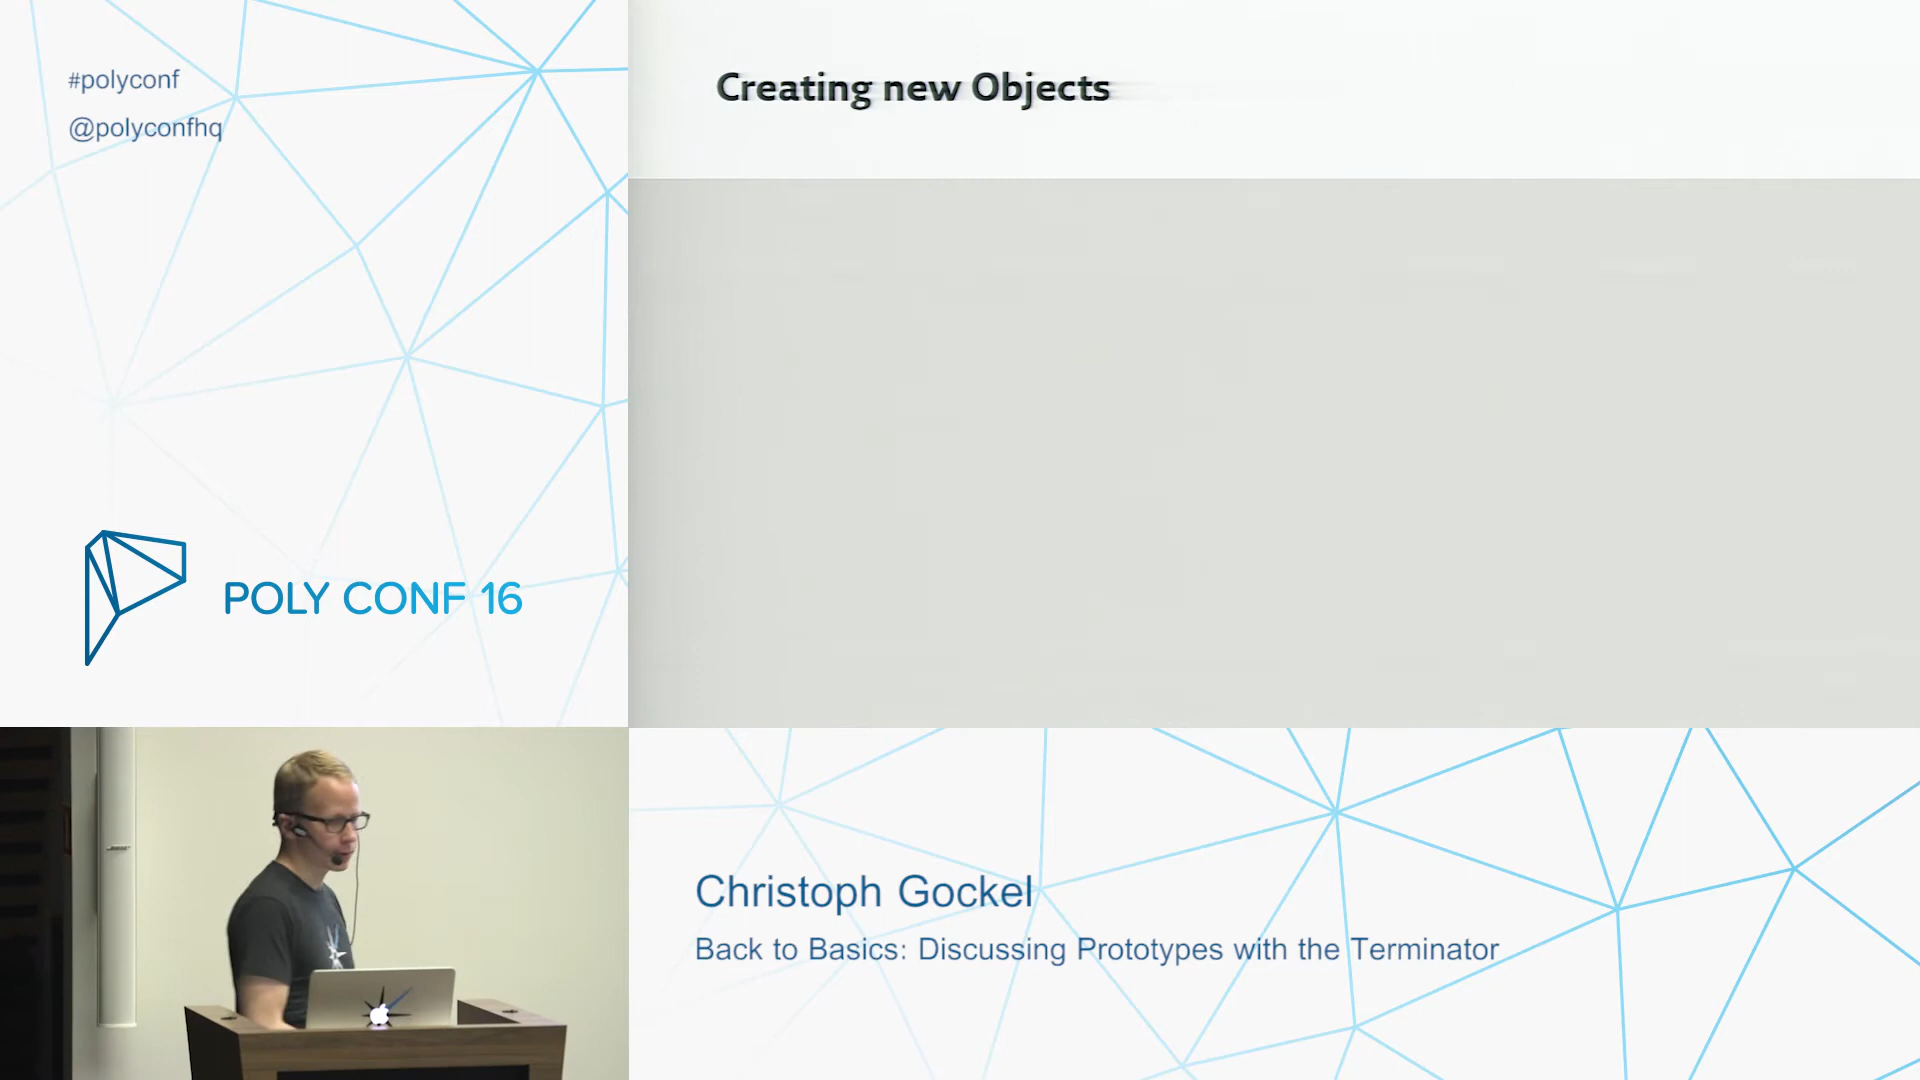 #polyconf
@polyconfhq
Creating new Objects
POLY CONF 16
Christoph Gockel
Back to Basics: Discussing Prototypes with the Terminator